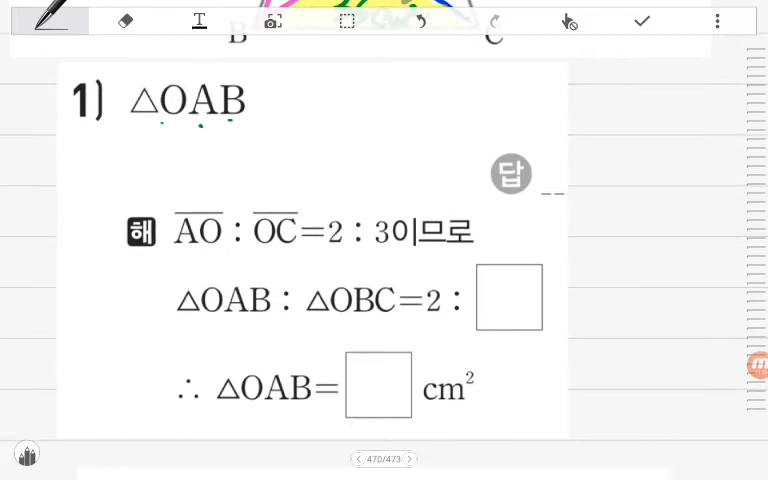 T
B C
1) △OAB
답
해 AO : OC=2 : 3이므로
△OAB : △OBC=2 :
∴ △OAB= cm²
470/473